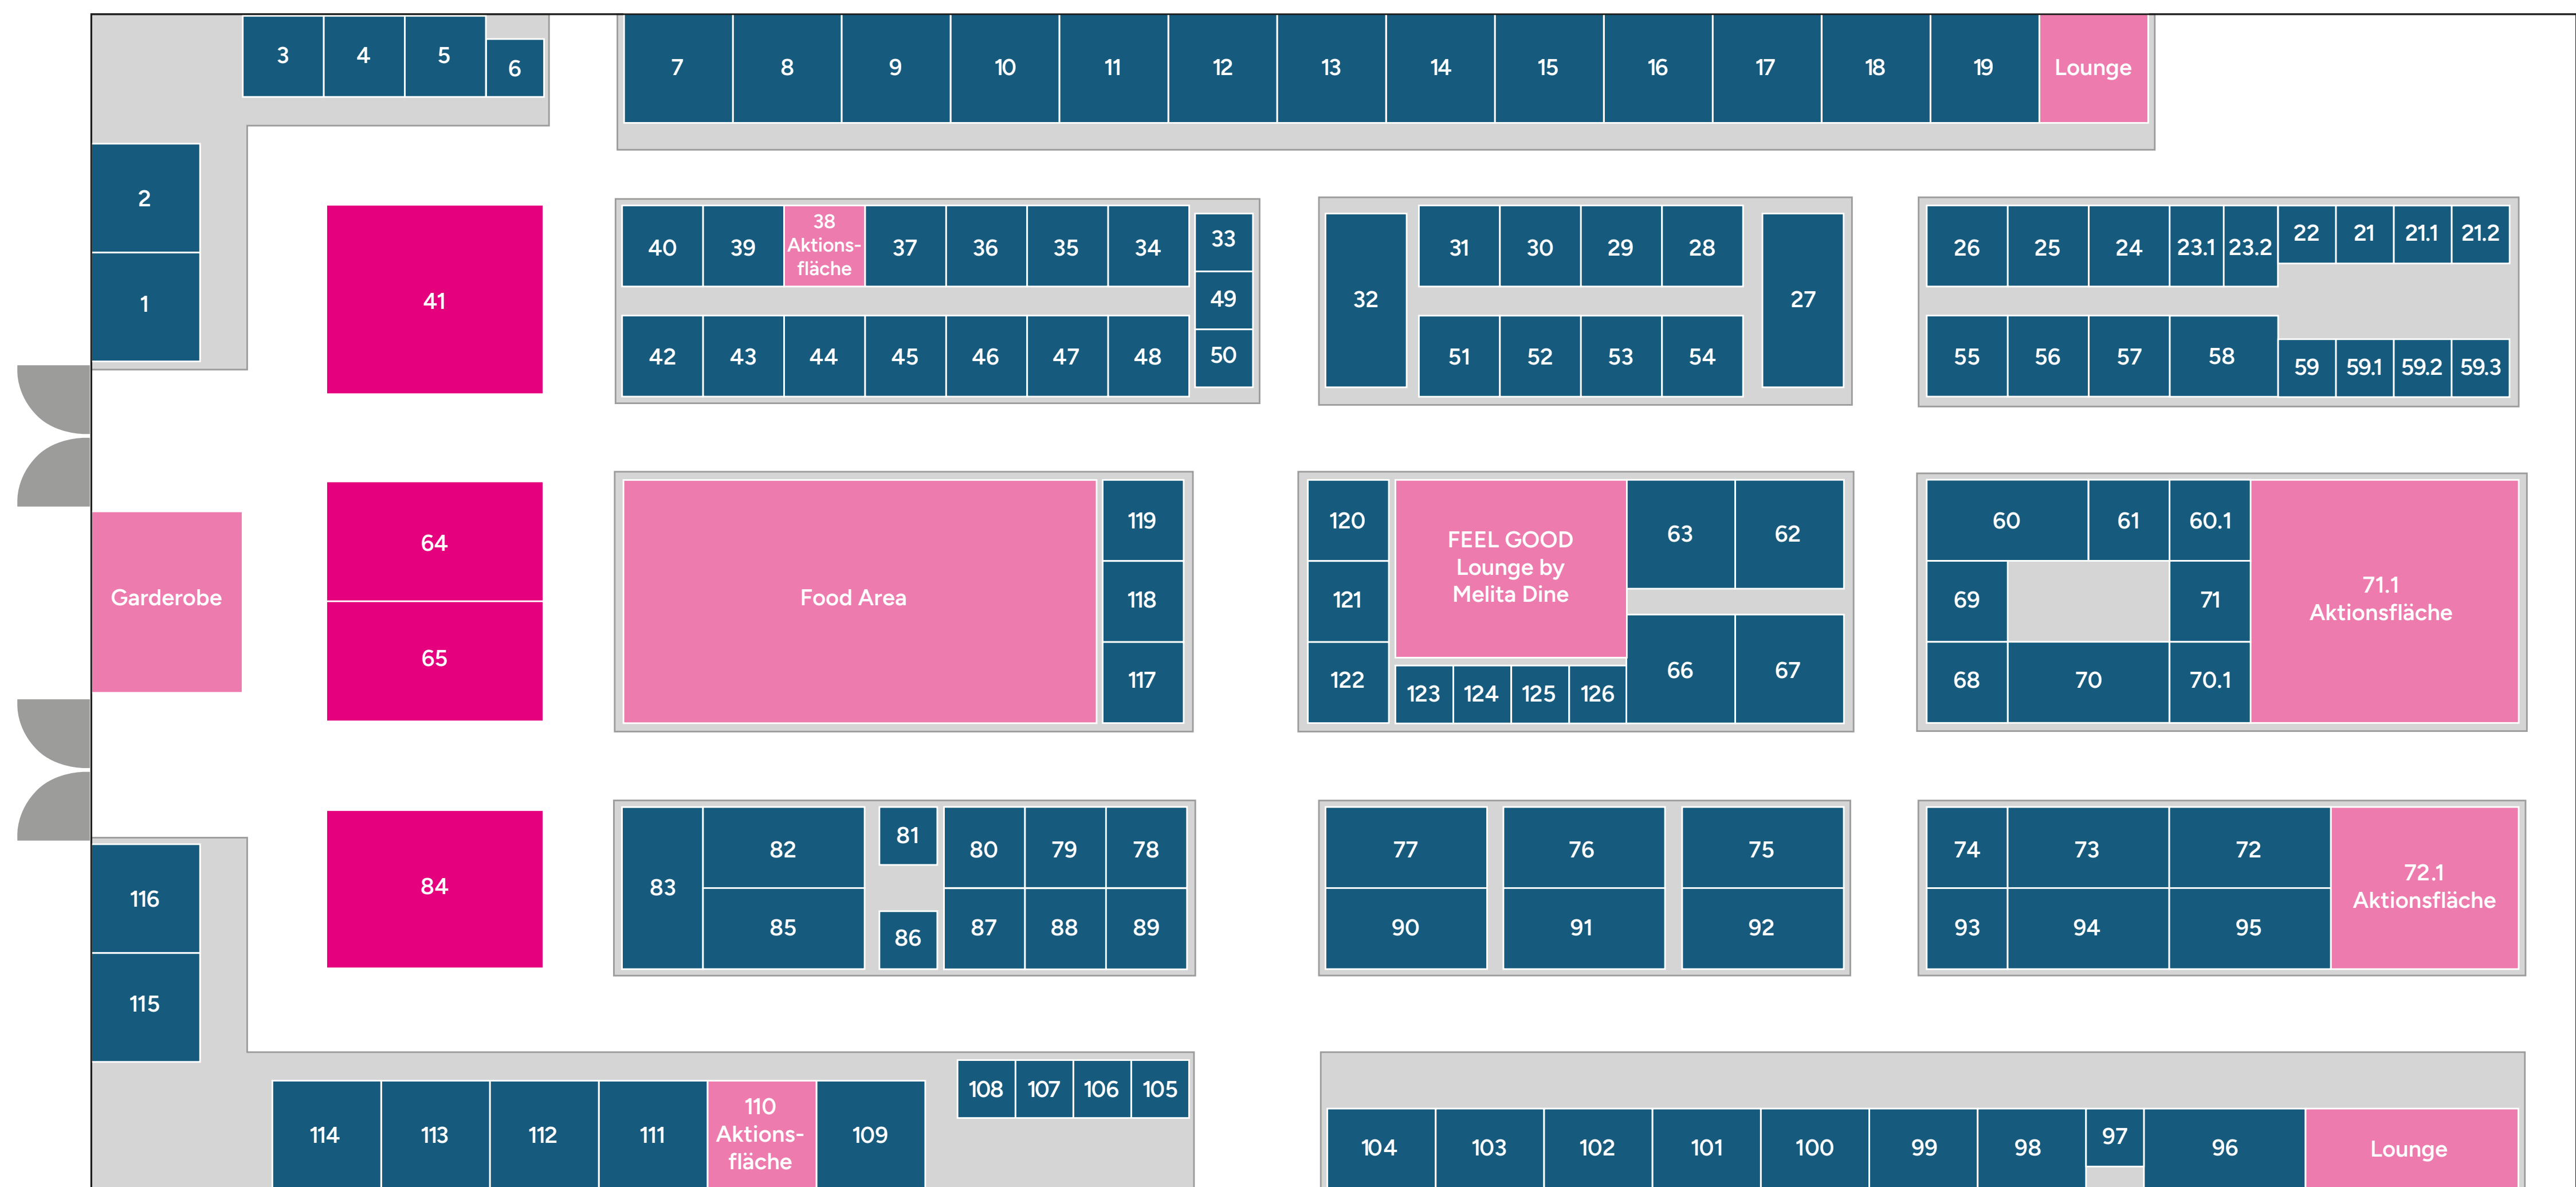 3 4 5 6 7 8 9 10 11 12 13 14 15 16 17 18 19 Lounge
2
1
41
40 39 38 37 36 35 34 33
Aktions-
fläche
49
42 43 44 45 46 47 48 50
32 31 30 29 28 27
51 52 53 54
26 25 24 23.1 23.2 22 21 21.1 21.2
55 56 57 58 59 59.1 59.2 59.3
Garderobe
64
65
Food Area
119
118
117
120
121
122
FEEL GOOD
Lounge by
Melita Dine
63 62
123 124 125 126 66 67
60 61 60.1
69 71
68 70 70.1
71.1
Aktionsfläche
116
115
84
83 82 81 80 79 78
85 86 87 88 89
77 76 75
90 91 92
74 73 72
93 94 95
72.1
Aktionsfläche
108 107 106 105
114 113 112 111 110 109
Aktions-
fläche
104 103 102 101 100 99 98 97 96 Lounge